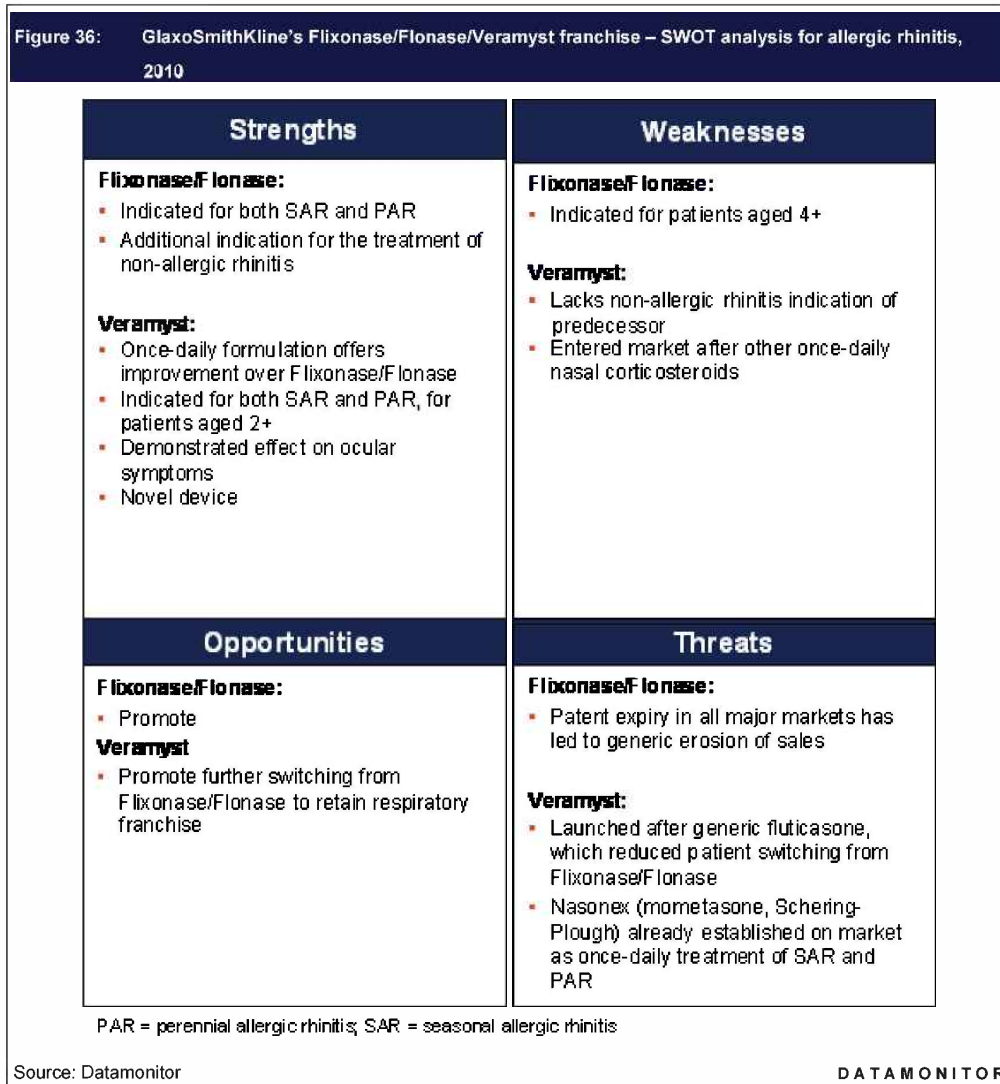 Figure 36: GlaxoSmithKline's Flixonase/Flonase/Veramyst franchise – SWOT analysis for allergic rhinitis,
2010
Strengths
Flixonase/Flonase:
▪ Indicated for both SAR and PAR
▪ Additional indication for the treatment of
non-allergic rhinitis
Veramyst:
▪ Once-daily formulation offers
improvement over Flixonase/Flonase
▪ Indicated for both SAR and PAR, for
patients aged 2+
▪ Demonstrated effect on ocular
symptoms
▪ Novel device
Weaknesses
Flixonase/Flonase:
▪ Indicated for patients aged 4+
Veramyst:
▪ Lacks non-allergic rhinitis indication of
predecessor
▪ Entered market after other once-daily
nasal corticosteroids
Opportunities
Flixonase/Flonase:
▪ Promote
Veramyst
▪ Promote further switching from
Flixonase/Flonase to retain respiratory
franchise
Threats
Flixonase/Flonase:
▪ Patent expiry in all major markets has
led to generic erosion of sales
Veramyst:
▪ Launched after generic fluticasone,
which reduced patient switching from
Flixonase/Flonase
▪ Nasonex (mometasone, Schering-
Plough) already established on market
as once-daily treatment of SAR and
PAR
PAR = perennial allergic rhinitis; SAR = seasonal allergic rhinitis
Source: Datamonitor
DATAMONITOR